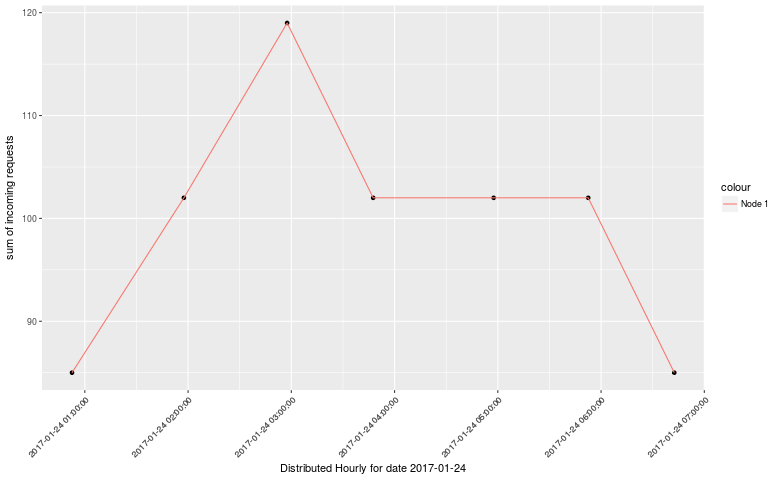 120
110
100
90
sum of incoming requests
2017-01-24 01:00:00
2017-01-24 02:00:00
2017-01-24 03:00:00
2017-01-24 04:00:00
2017-01-24 05:00:00
2017-01-24 06:00:00
2017-01-24 07:00:00
Distributed Hourly for date 2017-01-24
colour
Node 1